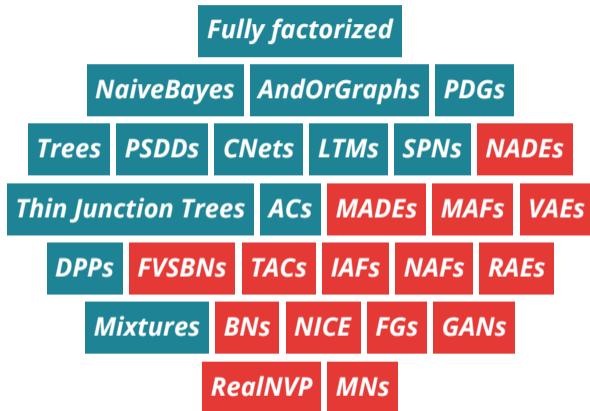 Fully factorized
NaiveBayes AndOrGraphs PDGs
Trees PSDDs CNets LTMs SPNs NADEs
Thin Junction Trees ACs MADEs MAFs VAEs
DPPs FVSBNs TACs IAFs NAFs RAEs
Mixtures BNs NICE FGs GANs
RealNVP MNs